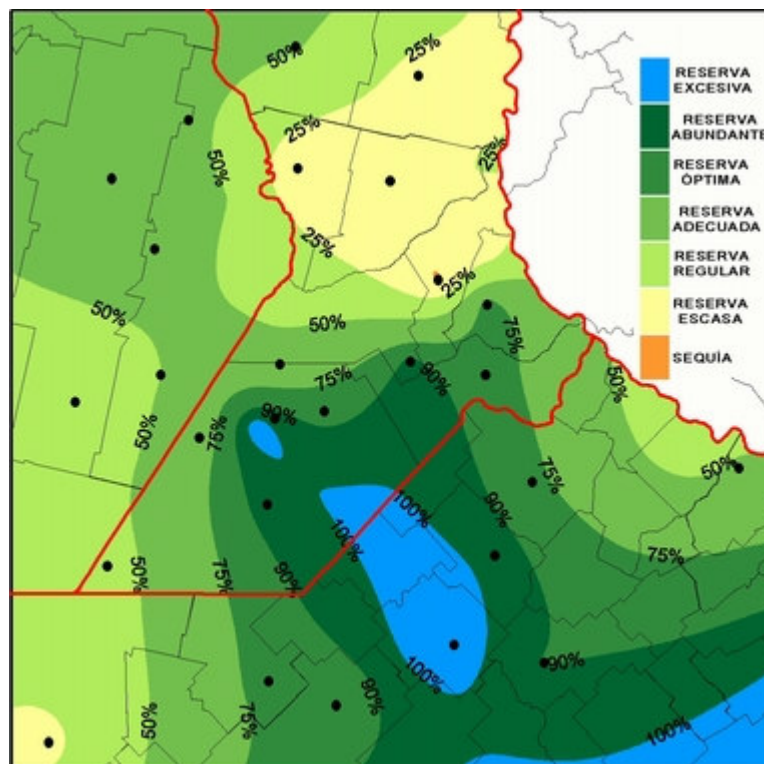 50%
25%
RESERVA
EXCESIVA
RESERVA
ABUNDANTE
25%
25%
50%
RESERVA
ÓPTIMA
RESERVA
ADECUADA
25%
RESERVA
REGULAR
25%
50%
50%
75%
RESERVA
ESCASA
SEQUÍA
75%
90%
50%
90%
50%
75%
50%
75%
90%
100%
100%
75%
50%
75%
90%
100%
90%
90%
50%
75%
100%